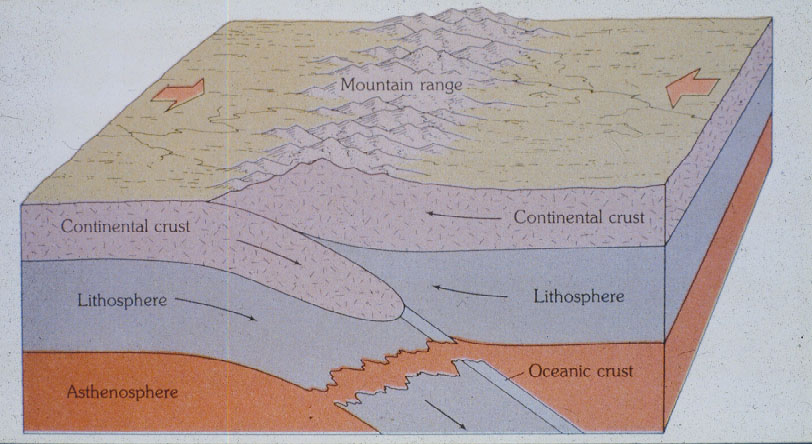 Mountain range
Continental crust
Continental crust
Lithosphere
Lithosphere
Oceanic crust
Asthenosphere